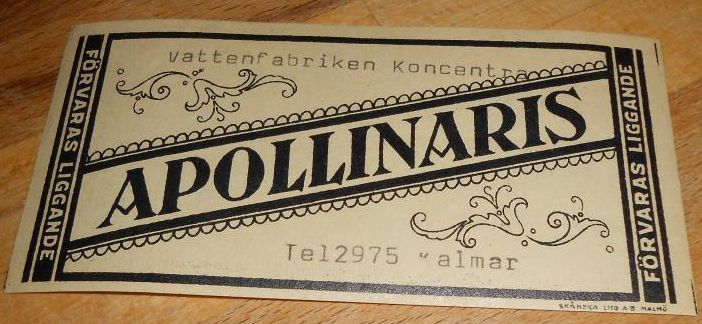 Vattenfabriken Koncentra
FÖRVARAS LIGGANDE
APOLLINARIS
FÖRVARAS LIGGANDE
Tel2975 Kalmar
SKÅNSKA LITO A-B MALMÖ